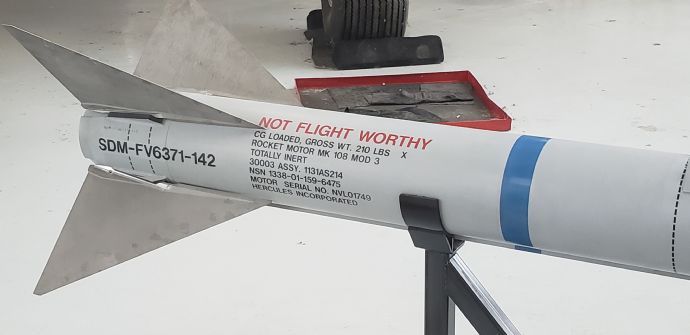 SDM-FV6371-142
NOT FLIGHT WORTHY
CG LOADED, GROSS WT. 210 LBS X
ROCKET MOTOR MK 108 MOD 3
TOTALLY INERT
30003 ASSY. 1131AS214
NSN 1338-01-159-6475
MOTOR SERIAL NO. NVL01749
HERCULES INCORPORATED